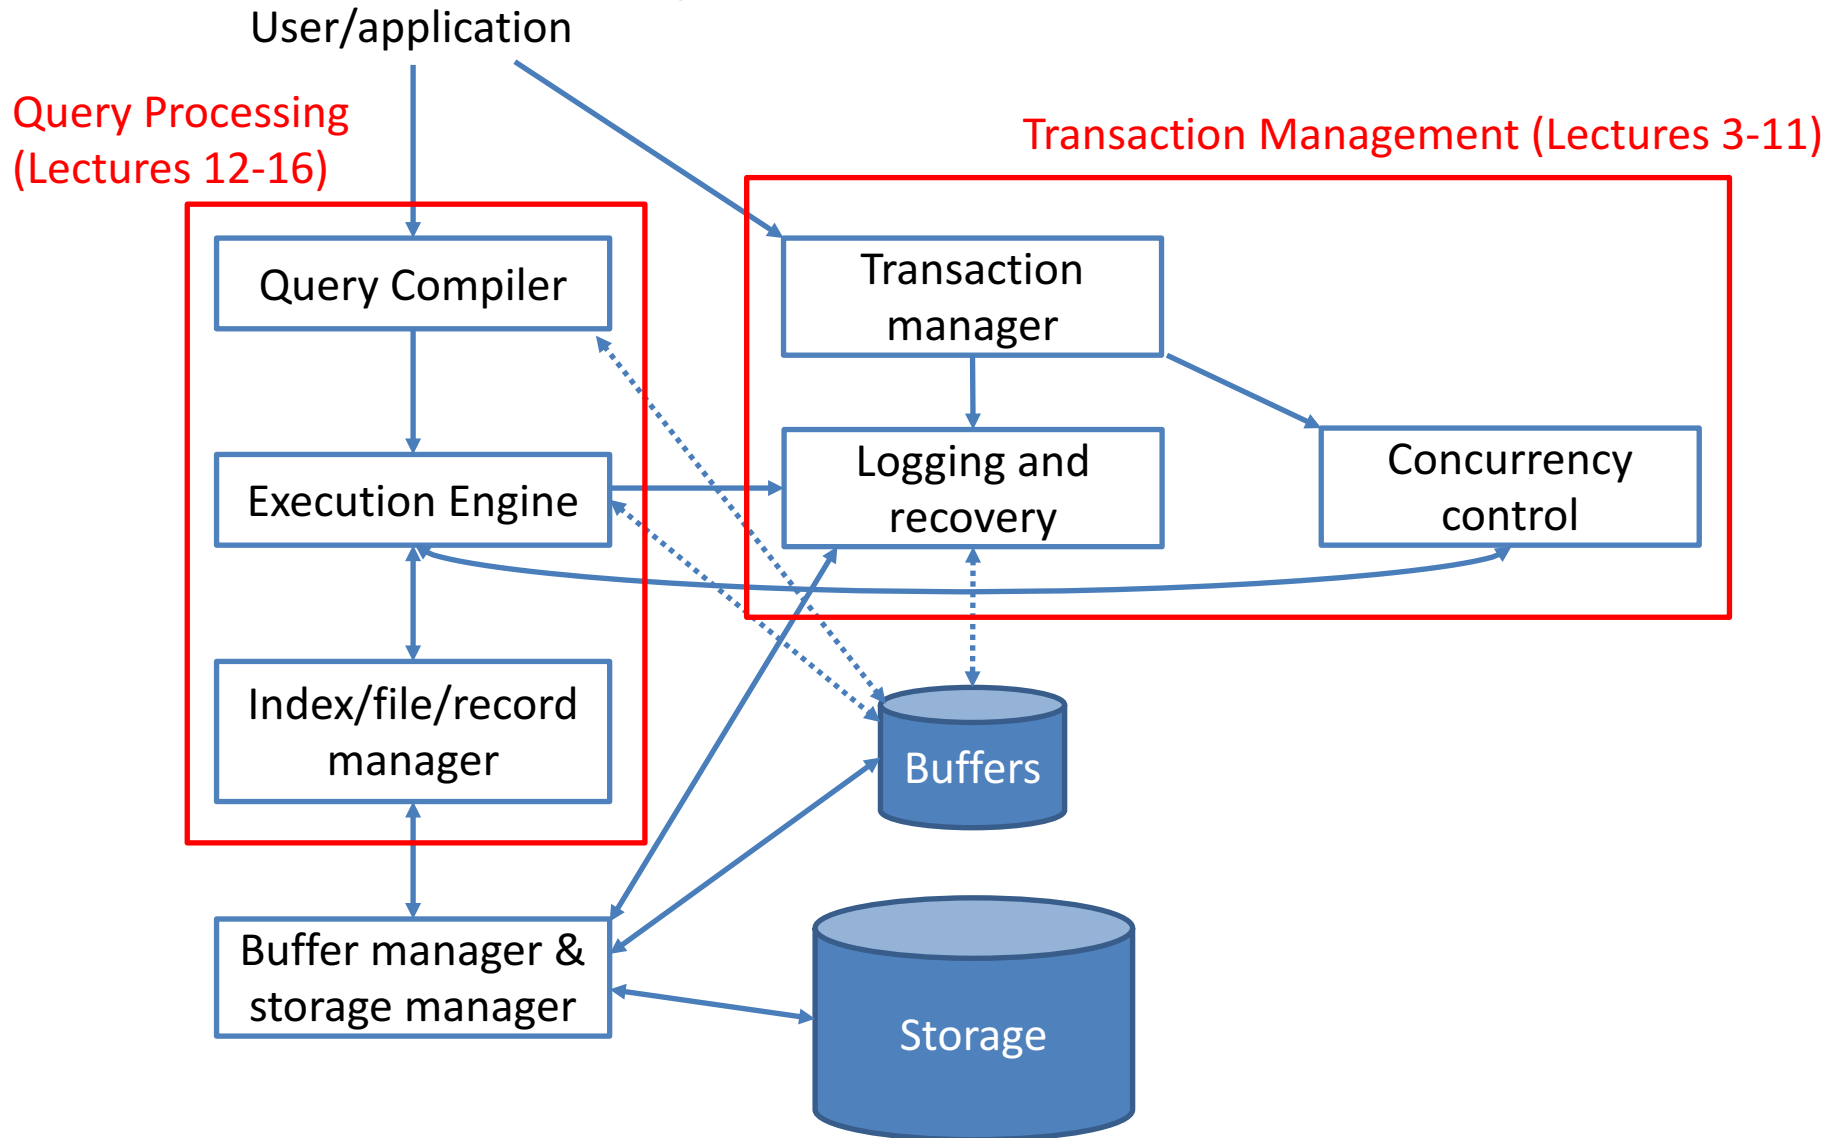 User/application
Query Processing
(Lectures 12-16)
Transaction Management (Lectures 3-11)
Query Compiler
Transaction
manager
Execution Engine
Logging and
recovery
Concurrency
control
Index/file/record
manager
Buffers
Buffer manager &
storage manager
Storage